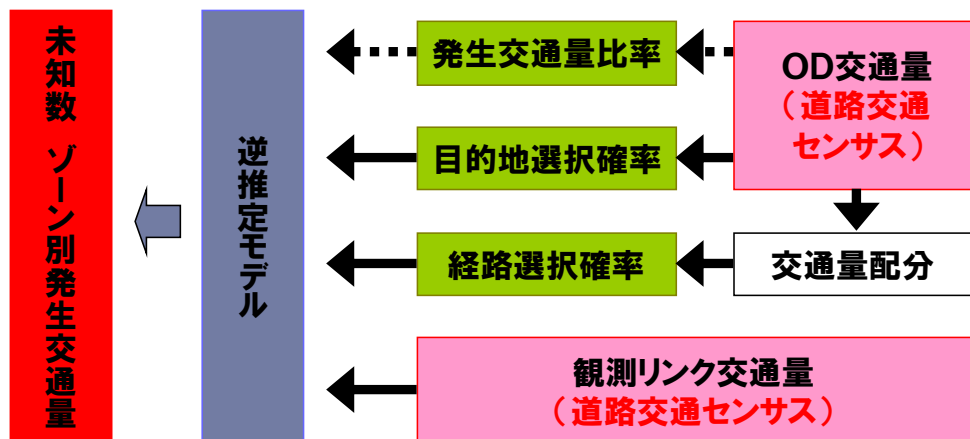 未知数 ゾーン別発生交通量
逆推定モデル
発生交通量比率
目的地選択確率
経路選択確率
OD交通量
（道路交通
センサス）
交通量配分
観測リンク交通量
（道路交通センサス）